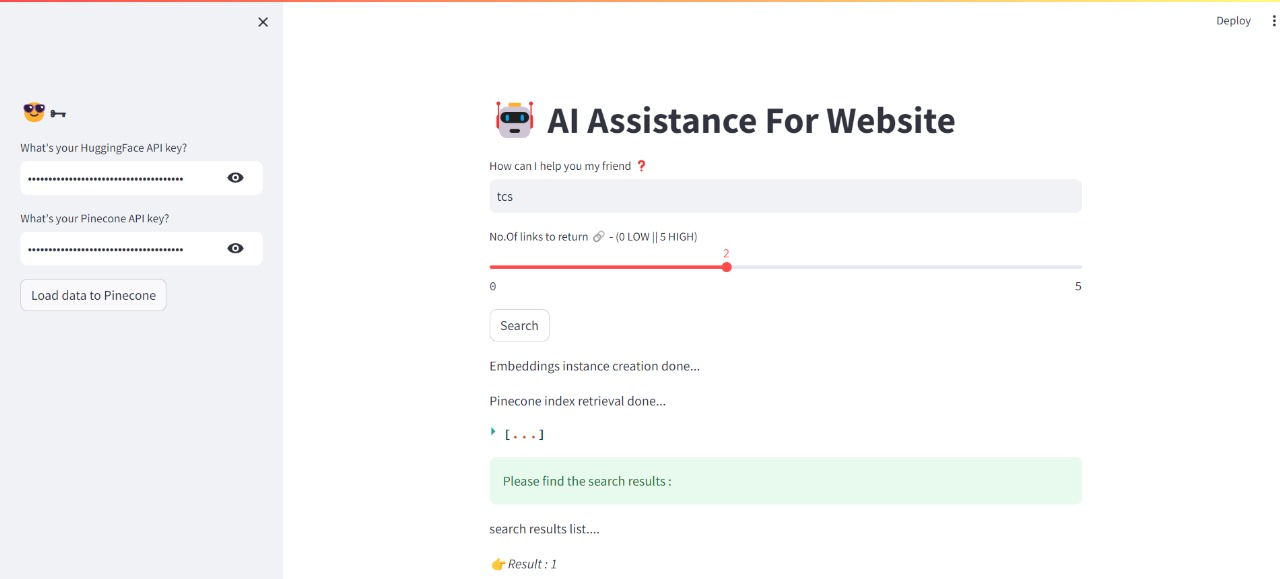 Deploy
What's your HuggingFace API key?
What's your Pinecone API key?
Load data to Pinecone
AI Assistance For Website
How can I help you my friend ❓
tcs
No.Of links to return 🔗 - (0 LOW || 5 HIGH)
2
0 5
Search
Embeddings instance creation done...
Pinecone index retrieval done...
[...]
Please find the search results :
search results list....
👉 Result : 1